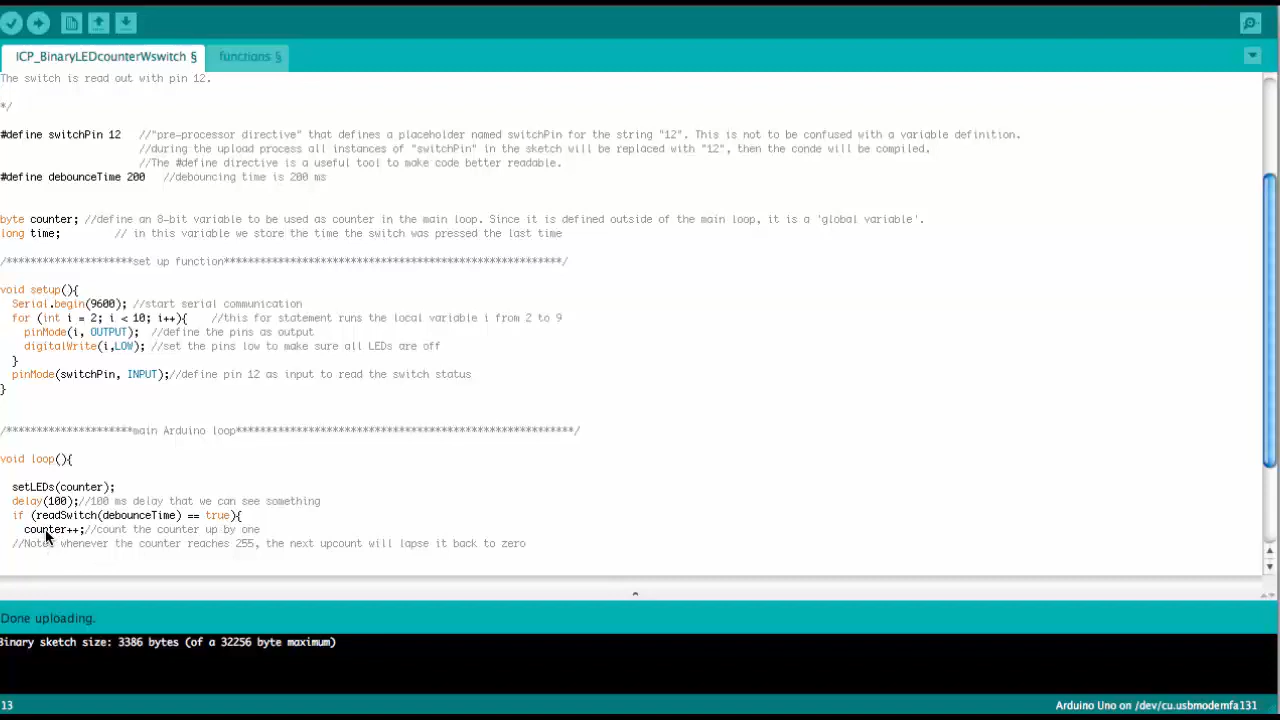 ICP_BinaryLEDcounterWswitch § functions §
The switch is read out with pin 12.
*/
#define switchPin 12 //"pre-processor directive" that defines a placeholder named switchPin for the string "12". This is not to be confused with a variable definition.
//during the upload process all instances of "switchPin" in the sketch will be replaced with "12", then the conde will be compiled.
//The #define directive is a useful tool to make code better readable.
#define debounceTime 200 //debouncing time is 200 ms
byte counter; //define an 8-bit variable to be used as counter in the main loop. Since it is defined outside of the main loop, it is a 'global variable'.
long time; // in this variable we store the time the switch was pressed the last time
/*********************set up function*********************************************************/
void setup(){
Serial.begin(9600); //start serial communication
for (int i = 2; i < 10; i++){ //this for statement runs the local variable i from 2 to 9
pinMode(i, OUTPUT); //define the pins as output
digitalWrite(i,LOW); //set the pins low to make sure all LEDs are off
}
pinMode(switchPin, INPUT);//define pin 12 as input to read the switch status
}
/*********************main Arduino loop*********************************************************/
void loop(){
setLEDs(counter);
delay(100);//100 ms delay that we can see something
if (readSwitch(debounceTime) == true){
counter++;//count the counter up by one
//Note: whenever the counter reaches 255, the next upcount will lapse it back to zero
Done uploading.
Binary sketch size: 3386 bytes (of a 32256 byte maximum)
13 Arduino Uno on /dev/cu.usbmodemfa131